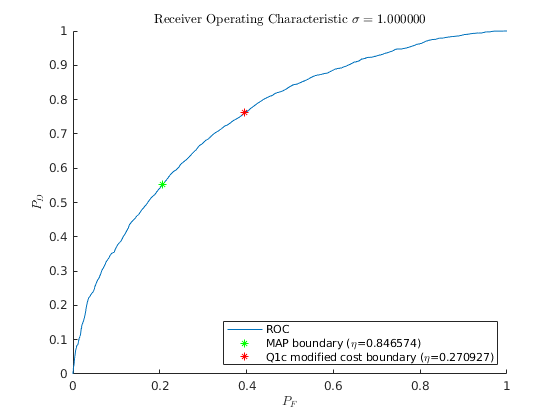 Receiver Operating Characteristic σ = 1.000000
1
0.9
0.8
0.7
0.6
0.5
0.4
0.3
0.2
0.1
0
P_D
0 0.2 0.4 0.6 0.8 1
P_F
ROC
MAP boundary (η=0.846574)
Q1c modified cost boundary (η=0.270927)